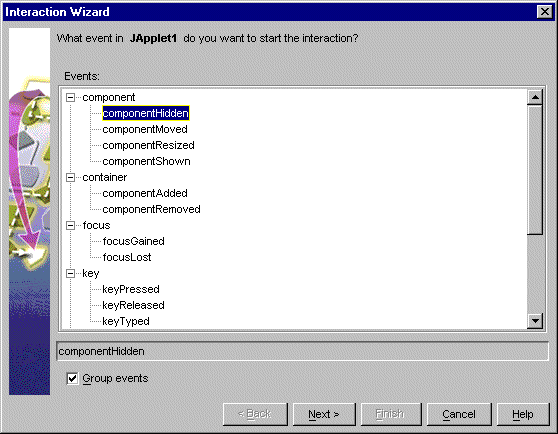 Interaction Wizard
What event in JApplet1 do you want to start the interaction?
Events:
component
componentHidden
componentMoved
componentResized
componentShown
container
componentAdded
componentRemoved
focus
focusGained
focusLost
key
keyPressed
keyReleased
keyTyped
componentHidden
Group events
< Back Next > Finish Cancel Help